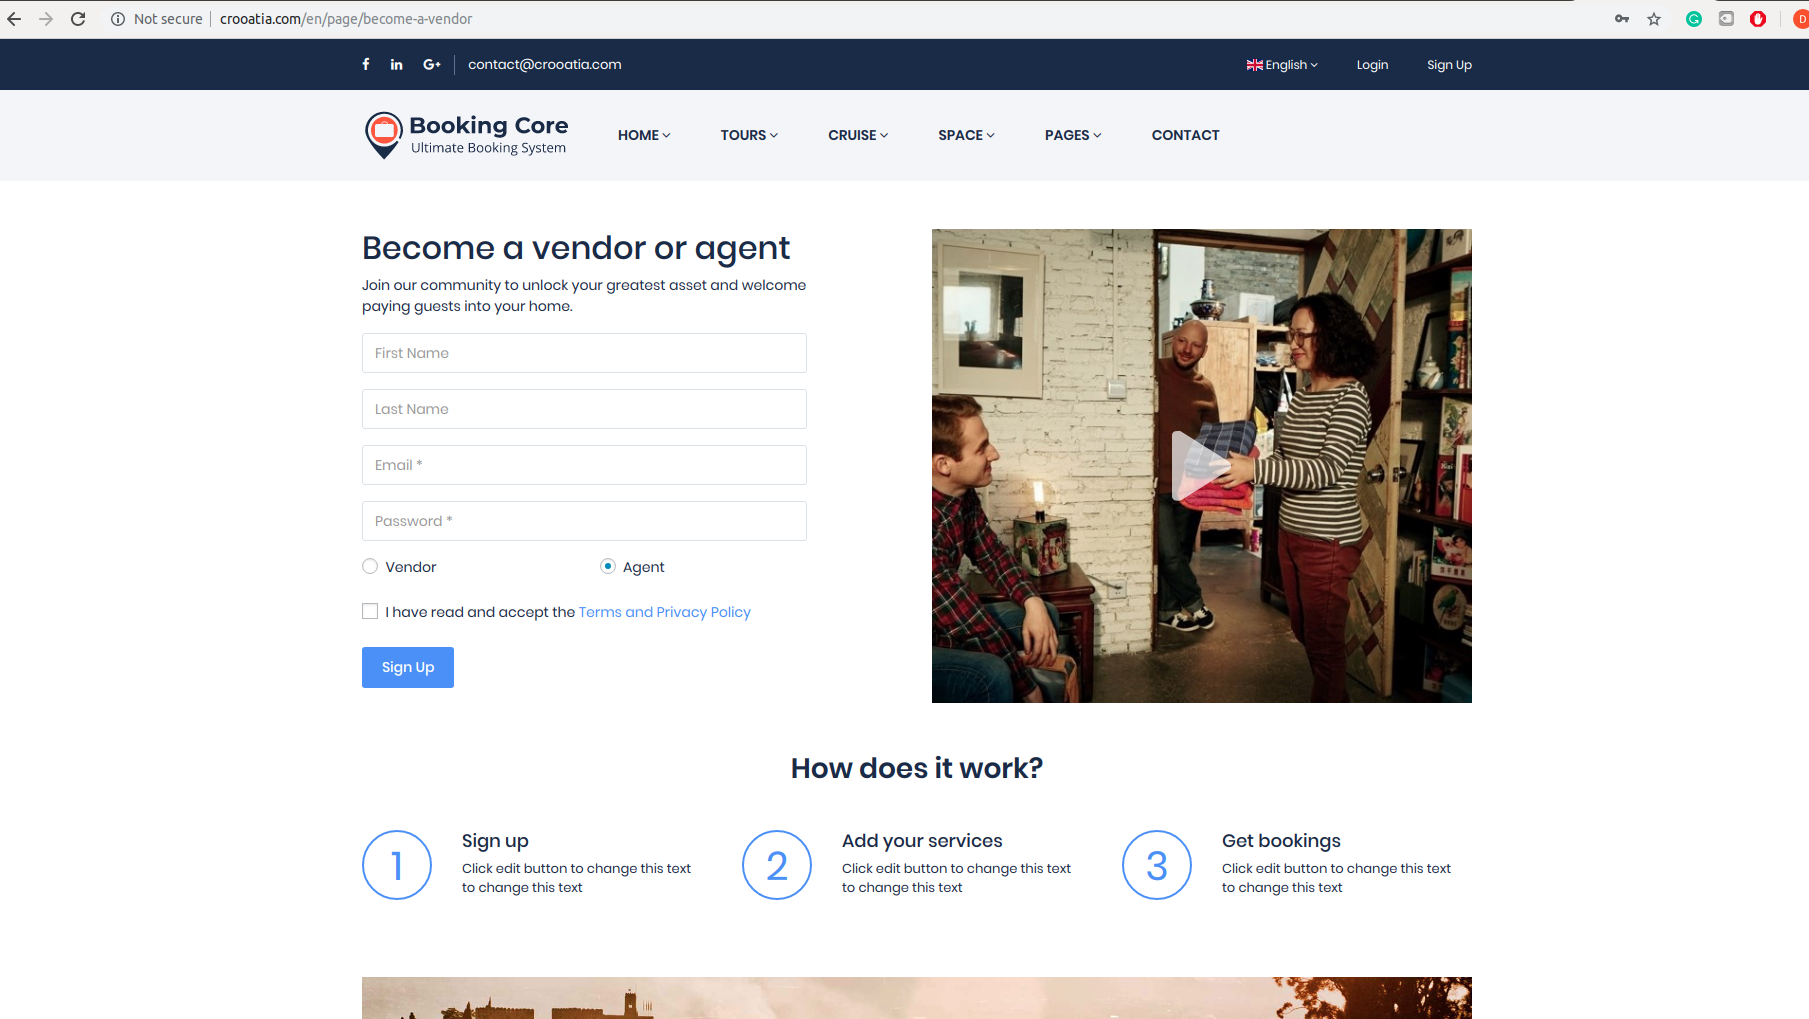 Not secure | crooatia.com/en/page/become-a-vendor
D
contact@crooatia.com
English
Login
Sign Up
Booking Core
Ultimate Booking System
HOME
TOURS
CRUISE
SPACE
PAGES
CONTACT
Become a vendor or agent
Join our community to unlock your greatest asset and welcome
paying guests into your home.
First Name
Last Name
Email *
Password *
Vendor
Agent
I have read and accept the Terms and Privacy Policy
Sign Up
How does it work?
1
Sign up
Click edit button to change this text
to change this text
2
Add your services
Click edit button to change this text
to change this text
3
Get bookings
Click edit button to change this text
to change this text